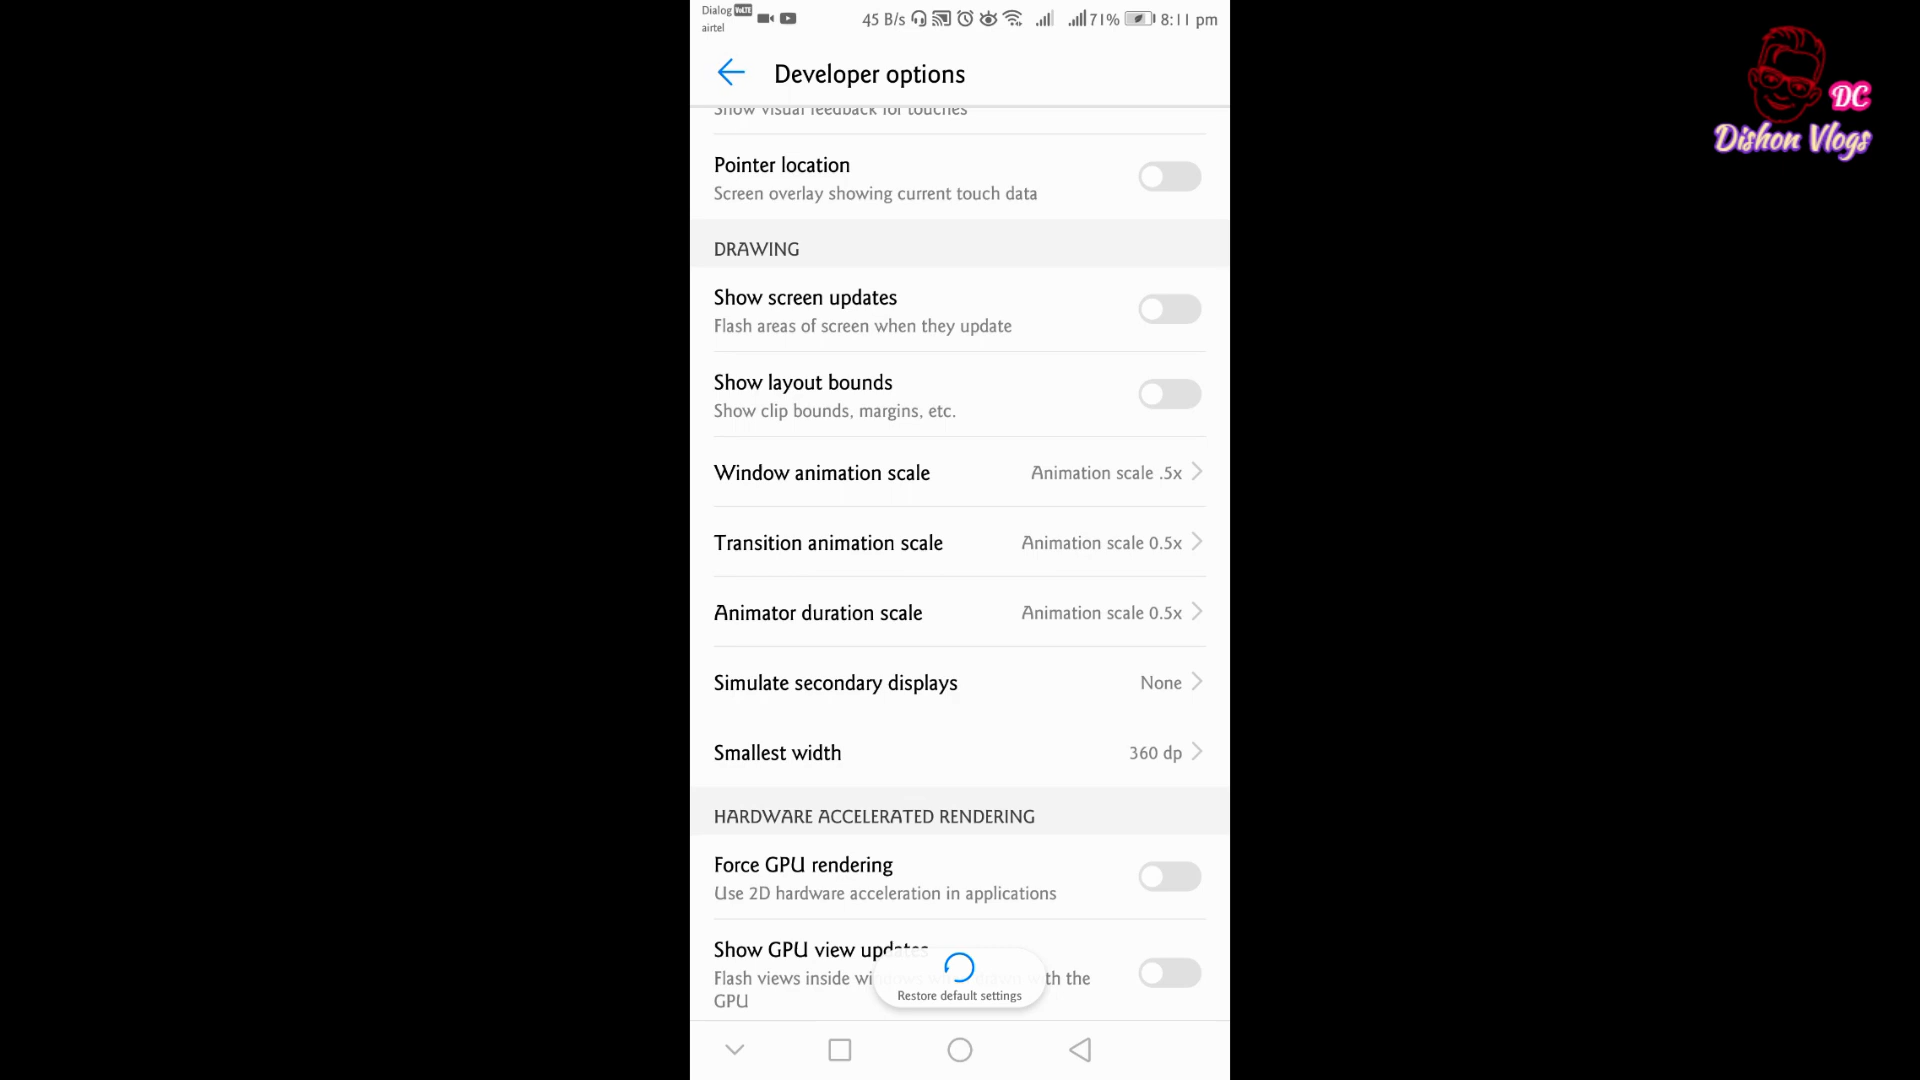 Dialog VoLTE
airtel
45 B/s
71%
8:11 pm
DC
Dishon Vlogs
Developer options
Show visual feedback for touches
Pointer location
Screen overlay showing current touch data
DRAWING
Show screen updates
Flash areas of screen when they update
Show layout bounds
Show clip bounds, margins, etc.
Window animation scale Animation scale .5x
Transition animation scale Animation scale 0.5x
Animator duration scale Animation scale 0.5x
Simulate secondary displays None
Smallest width 360 dp
HARDWARE ACCELERATED RENDERING
Force GPU rendering
Use 2D hardware acceleration in applications
Show GPU view updates
Flash views inside with the
GPU
Restore default settings